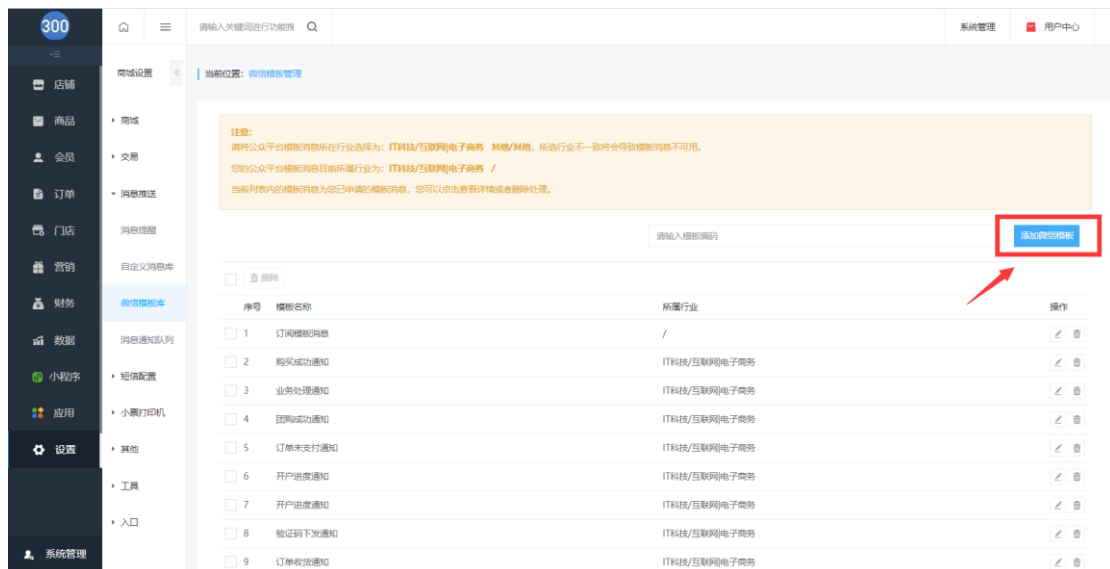 300
请输入关键词进行功能搜
系统管理
用户中心
店铺
商品
会员
订单
门店
营销
财务
数据
小程序
应用
设置
系统管理
商城设置
商城
交易
消息推送
消息提醒
自定义消息库
微信模板库
消息通知队列
短信配置
小票打印机
其他
工具
入口
当前位置: 微信模板管理
注意:
请将公众平台模板消息所在行业选择为: IT科技/互联网|电子商务 其他/其他, 所选行业不一致将会导致模板消息不可用。
您的公众平台模板消息目前所属行业为: IT科技/互联网|电子商务 /
当前列表内的模板消息为您已申请的模板消息, 您可以点击查看详情或者删除处理。
请输入模板编码
添加微信模板
删除
序号 模板名称 所属行业 操作
1 订阅模板消息 /
2 购买成功通知 IT科技/互联网|电子商务
3 业务处理通知 IT科技/互联网|电子商务
4 团购成功通知 IT科技/互联网|电子商务
5 订单未支付通知 IT科技/互联网|电子商务
6 开户进度通知 IT科技/互联网|电子商务
7 开户进度通知 IT科技/互联网|电子商务
8 验证码下发通知 IT科技/互联网|电子商务
9 订单收货通知 IT科技/互联网|电子商务